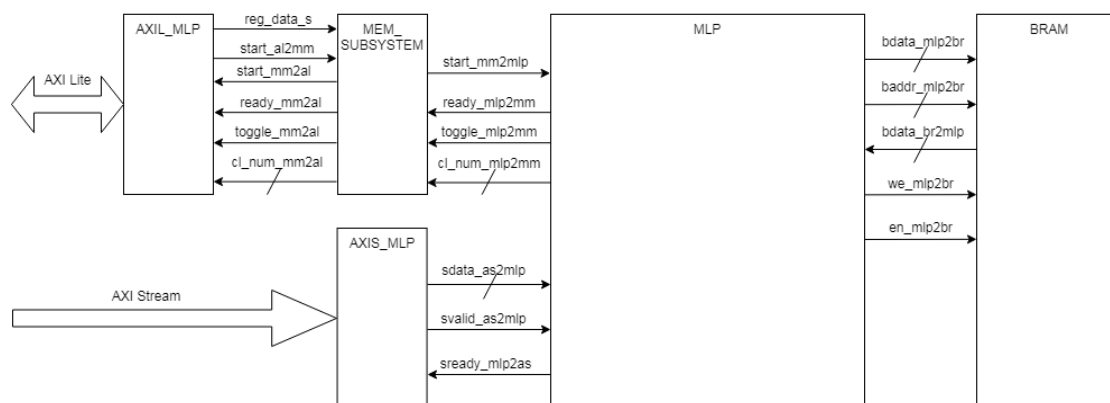 AXIL_MLP
reg_data_s
MEM_
SUBSYSTEM
MLP
BRAM
start_al2mm
start_mm2al
start_mm2mlp
AXI Lite
ready_mm2al
ready_mlp2mm
toggle_mm2al
toggle_mlp2mm
cl_num_mm2al
cl_num_mlp2mm
bdata_mlp2br
baddr_mlp2br
bdata_br2mlp
we_mlp2br
en_mlp2br
AXIS_MLP
AXI Stream
sdata_as2mlp
svalid_as2mlp
sready_mlp2as